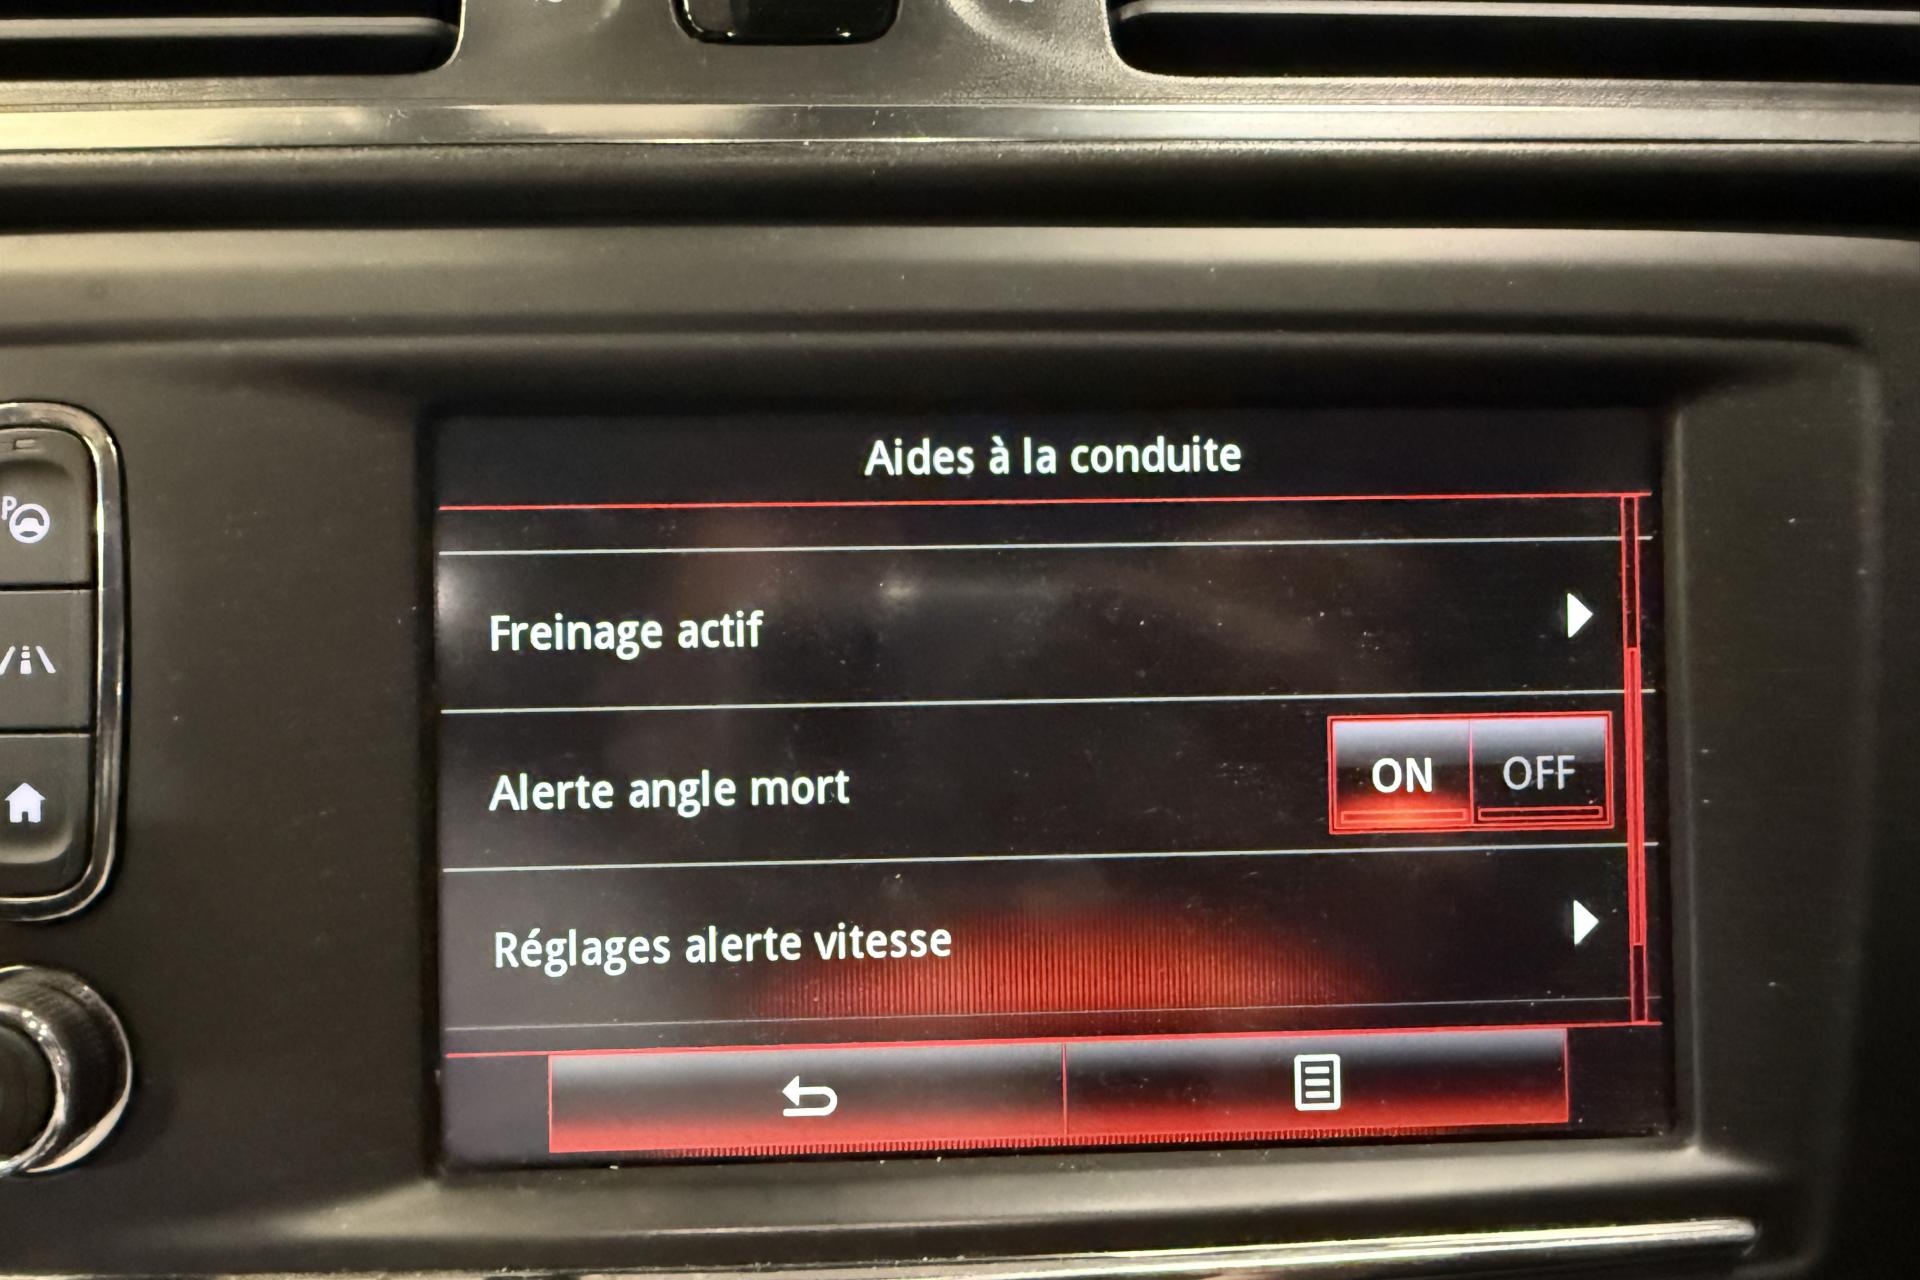 Aides à la conduite
Freinage actif
Alerte angle mort
ON OFF
Réglages alerte vitesse
P